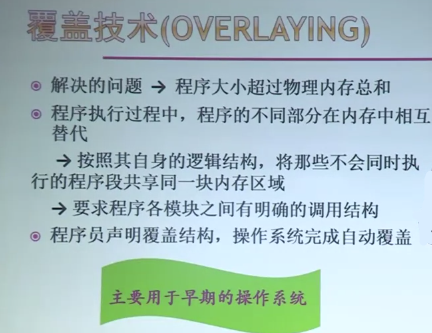 覆盖技术(OVERLAYING)
解决的问题 → 程序大小超过物理内存总和
程序执行过程中，程序的不同部分在内存中相互
替代
→ 按照其自身的逻辑结构，将那些不会同时执
行的程序段共享同一块内存区域
→ 要求程序各模块之间有明确的调用结构
程序员声明覆盖结构，操作系统完成自动覆盖
主要用于早期的操作系统